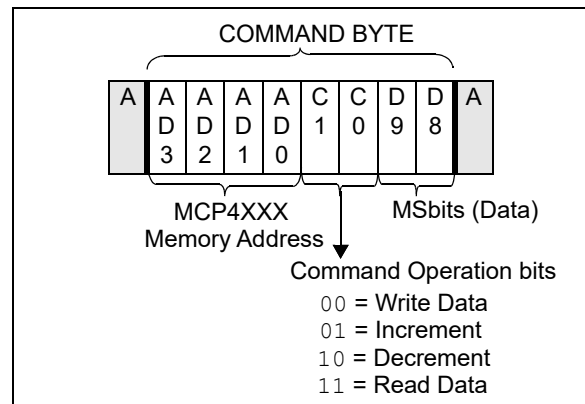 COMMAND BYTE
A A A A A C C D D A
D D D D 1 0 9 8
3 2 1 0
MCP4XXX MSbits (Data)
Memory Address
Command Operation bits
00 = Write Data
01 = Increment
10 = Decrement
11 = Read Data